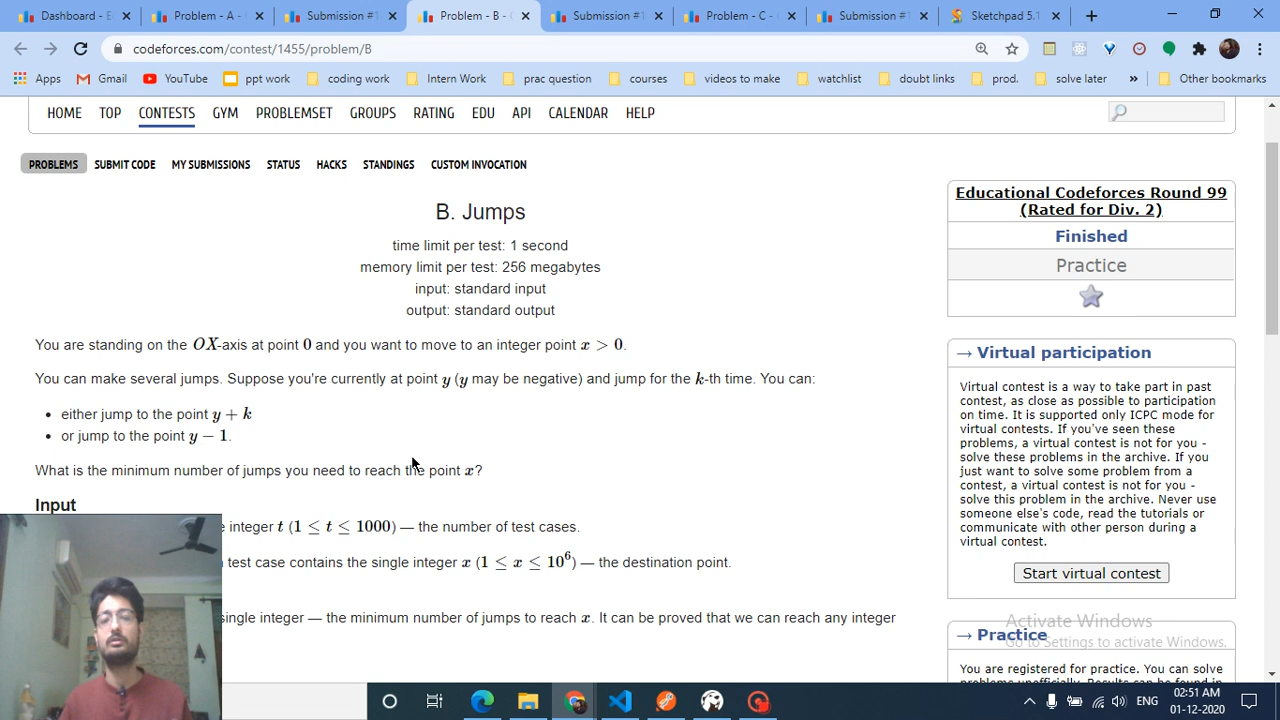 Dashboard - E
Problem - A - C
Submission #1
Problem - B - C
Submission #1
Problem - C - C
Submission #1
Sketchpad 5.1
codeforces.com/contest/1455/problem/B
Apps
Gmail
YouTube
ppt work
coding work
Intern Work
prac question
courses
videos to make
watchlist
doubt links
prod.
solve later
»
Other bookmarks
HOME TOP CONTESTS GYM PROBLEMSET GROUPS RATING EDU API CALENDAR HELP
PROBLEMS SUBMIT CODE MY SUBMISSIONS STATUS HACKS STANDINGS CUSTOM INVOCATION
B. Jumps
time limit per test: 1 second
memory limit per test: 256 megabytes
input: standard input
output: standard output
You are standing on the OX-axis at point 0 and you want to move to an integer point x > 0.
You can make several jumps. Suppose you're currently at point y (y may be negative) and jump for the k-th time. You can:
• either jump to the point y + k
• or jump to the point y − 1.
What is the minimum number of jumps you need to reach the point x?
Input
integer t (1 ≤ t ≤ 1000) — the number of test cases.
test case contains the single integer x (1 ≤ x ≤ 10^6) — the destination point.
single integer — the minimum number of jumps to reach x. It can be proved that we can reach any integer
Educational Codeforces Round 99
(Rated for Div. 2)
Finished
Practice
→ Virtual participation
Virtual contest is a way to take part in past
contest, as close as possible to participation
on time. It is supported only ICPC mode for
virtual contests. If you've seen these
problems, a virtual contest is not for you -
solve these problems in the archive. If you
just want to solve some problem from a
contest, a virtual contest is not for you -
solve this problem in the archive. Never use
someone else's code, read the tutorials or
communicate with other person during a
virtual contest.
Start virtual contest
Activate Windows
Go to Settings to activate Windows.
→ Practice
You are registered for practice. You can solve
problems unofficially. Results can be found in
ENG
02:51 AM
01-12-2020